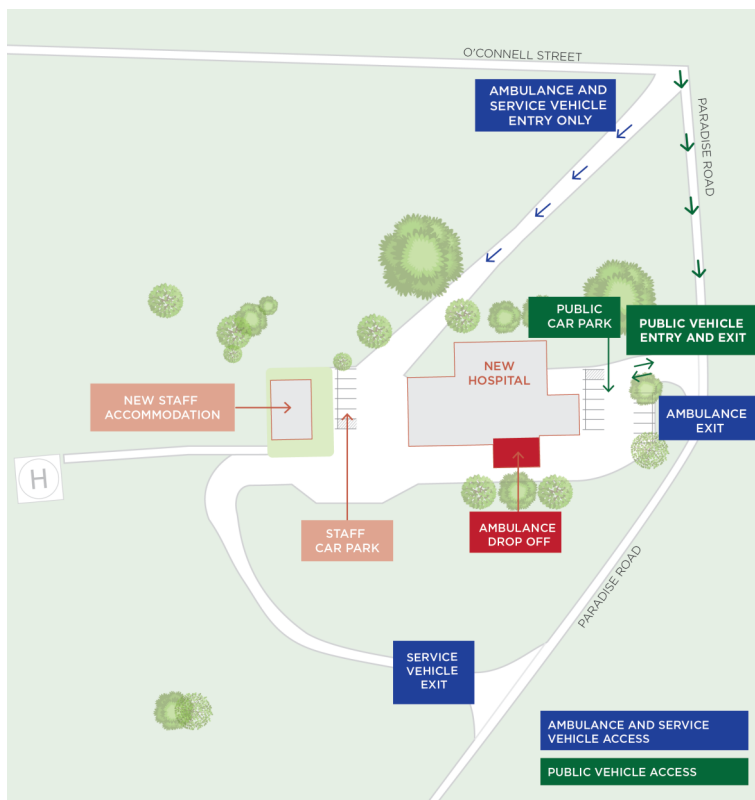 O'CONNELL STREET
AMBULANCE AND
SERVICE VEHICLE
ENTRY ONLY
PARADISE ROAD
PUBLIC
CAR PARK
PUBLIC VEHICLE
ENTRY AND EXIT
NEW
HOSPITAL
NEW STAFF
ACCOMMODATION
AMBULANCE
EXIT
H
STAFF
CAR PARK
AMBULANCE
DROP OFF
PARADISE ROAD
SERVICE
VEHICLE
EXIT
AMBULANCE AND SERVICE
VEHICLE ACCESS
PUBLIC VEHICLE ACCESS